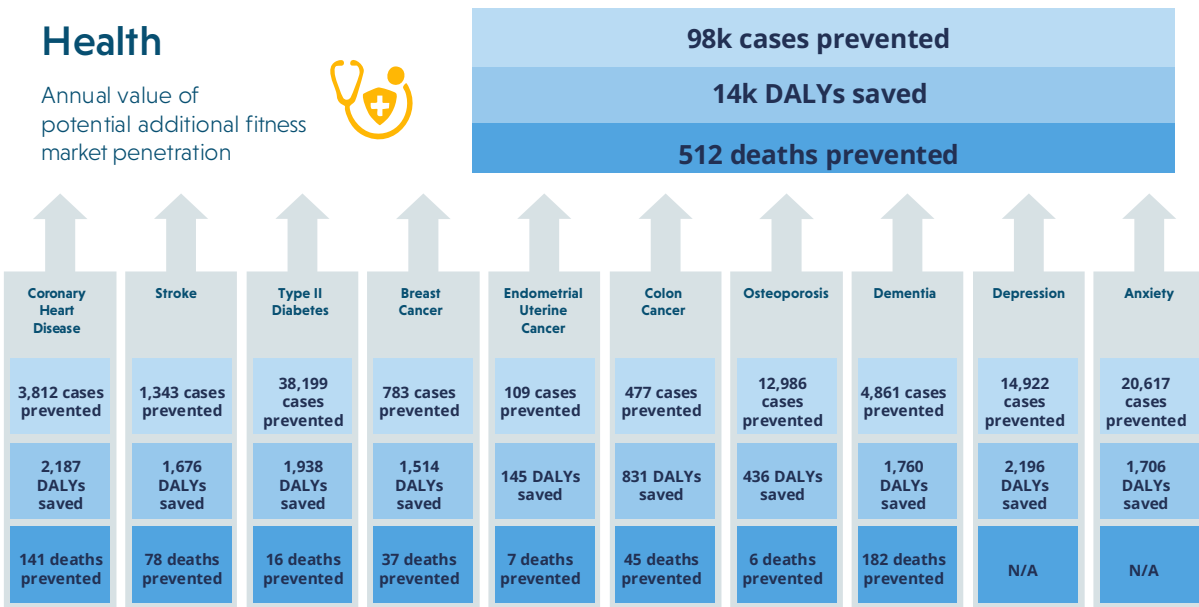 Health
Annual value of
potential additional fitness
market penetration
98k cases prevented
14k DALYs saved
512 deaths prevented
Coronary
Heart
Disease
3,812 cases
prevented
2,187
DALYs
saved
141 deaths
prevented
Stroke
1,343 cases
prevented
1,676
DALYs
saved
78 deaths
prevented
Type II
Diabetes
38,199
cases
prevented
1,938
DALYs
saved
16 deaths
prevented
Breast
Cancer
783 cases
prevented
1,514
DALYs
saved
37 deaths
prevented
Endometrial
Uterine
Cancer
109 cases
prevented
145 DALYs
saved
7 deaths
prevented
Colon
Cancer
477 cases
prevented
831 DALYs
saved
45 deaths
prevented
Osteoporosis
12,986
cases
prevented
436 DALYs
saved
6 deaths
prevented
Dementia
4,861 cases
prevented
1,760
DALYs
saved
182 deaths
prevented
Depression
14,922
cases
prevented
2,196
DALYs
saved
N/A
Anxiety
20,617
cases
prevented
1,706
DALYs
saved
N/A